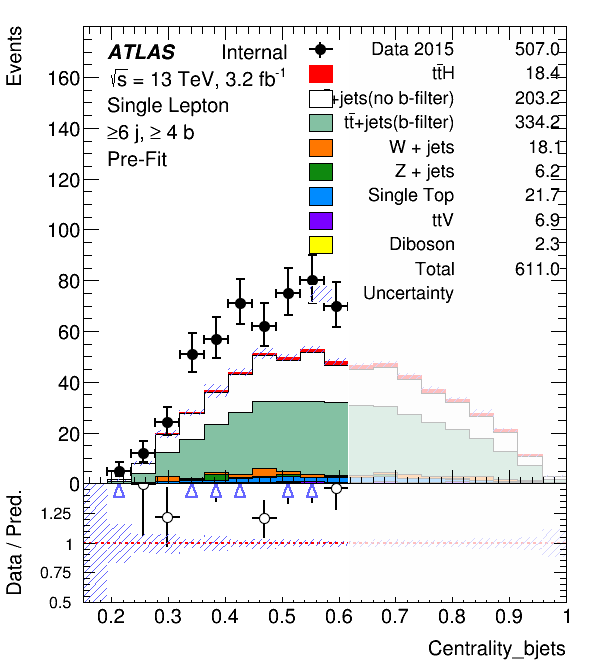 Events
ATLAS Internal
√s = 13 TeV, 3.2 fb-1
Single Lepton
≥6 j, ≥ 4 b
Pre-Fit
Data 2015 507.0
tt̄H 18.4
+jets(no b-filter) 203.2
tt̄+jets(b-filter) 334.2
W + jets 18.1
Z + jets 6.2
Single Top 21.7
ttV 6.9
Diboson 2.3
Total 611.0
Uncertainty
160
140
120
100
80
60
40
20
0
Data / Pred.
1.25
1
0.75
0.5
0.2 0.3 0.4 0.5 0.6 0.7 0.8 0.9 1
Centrality_bjets